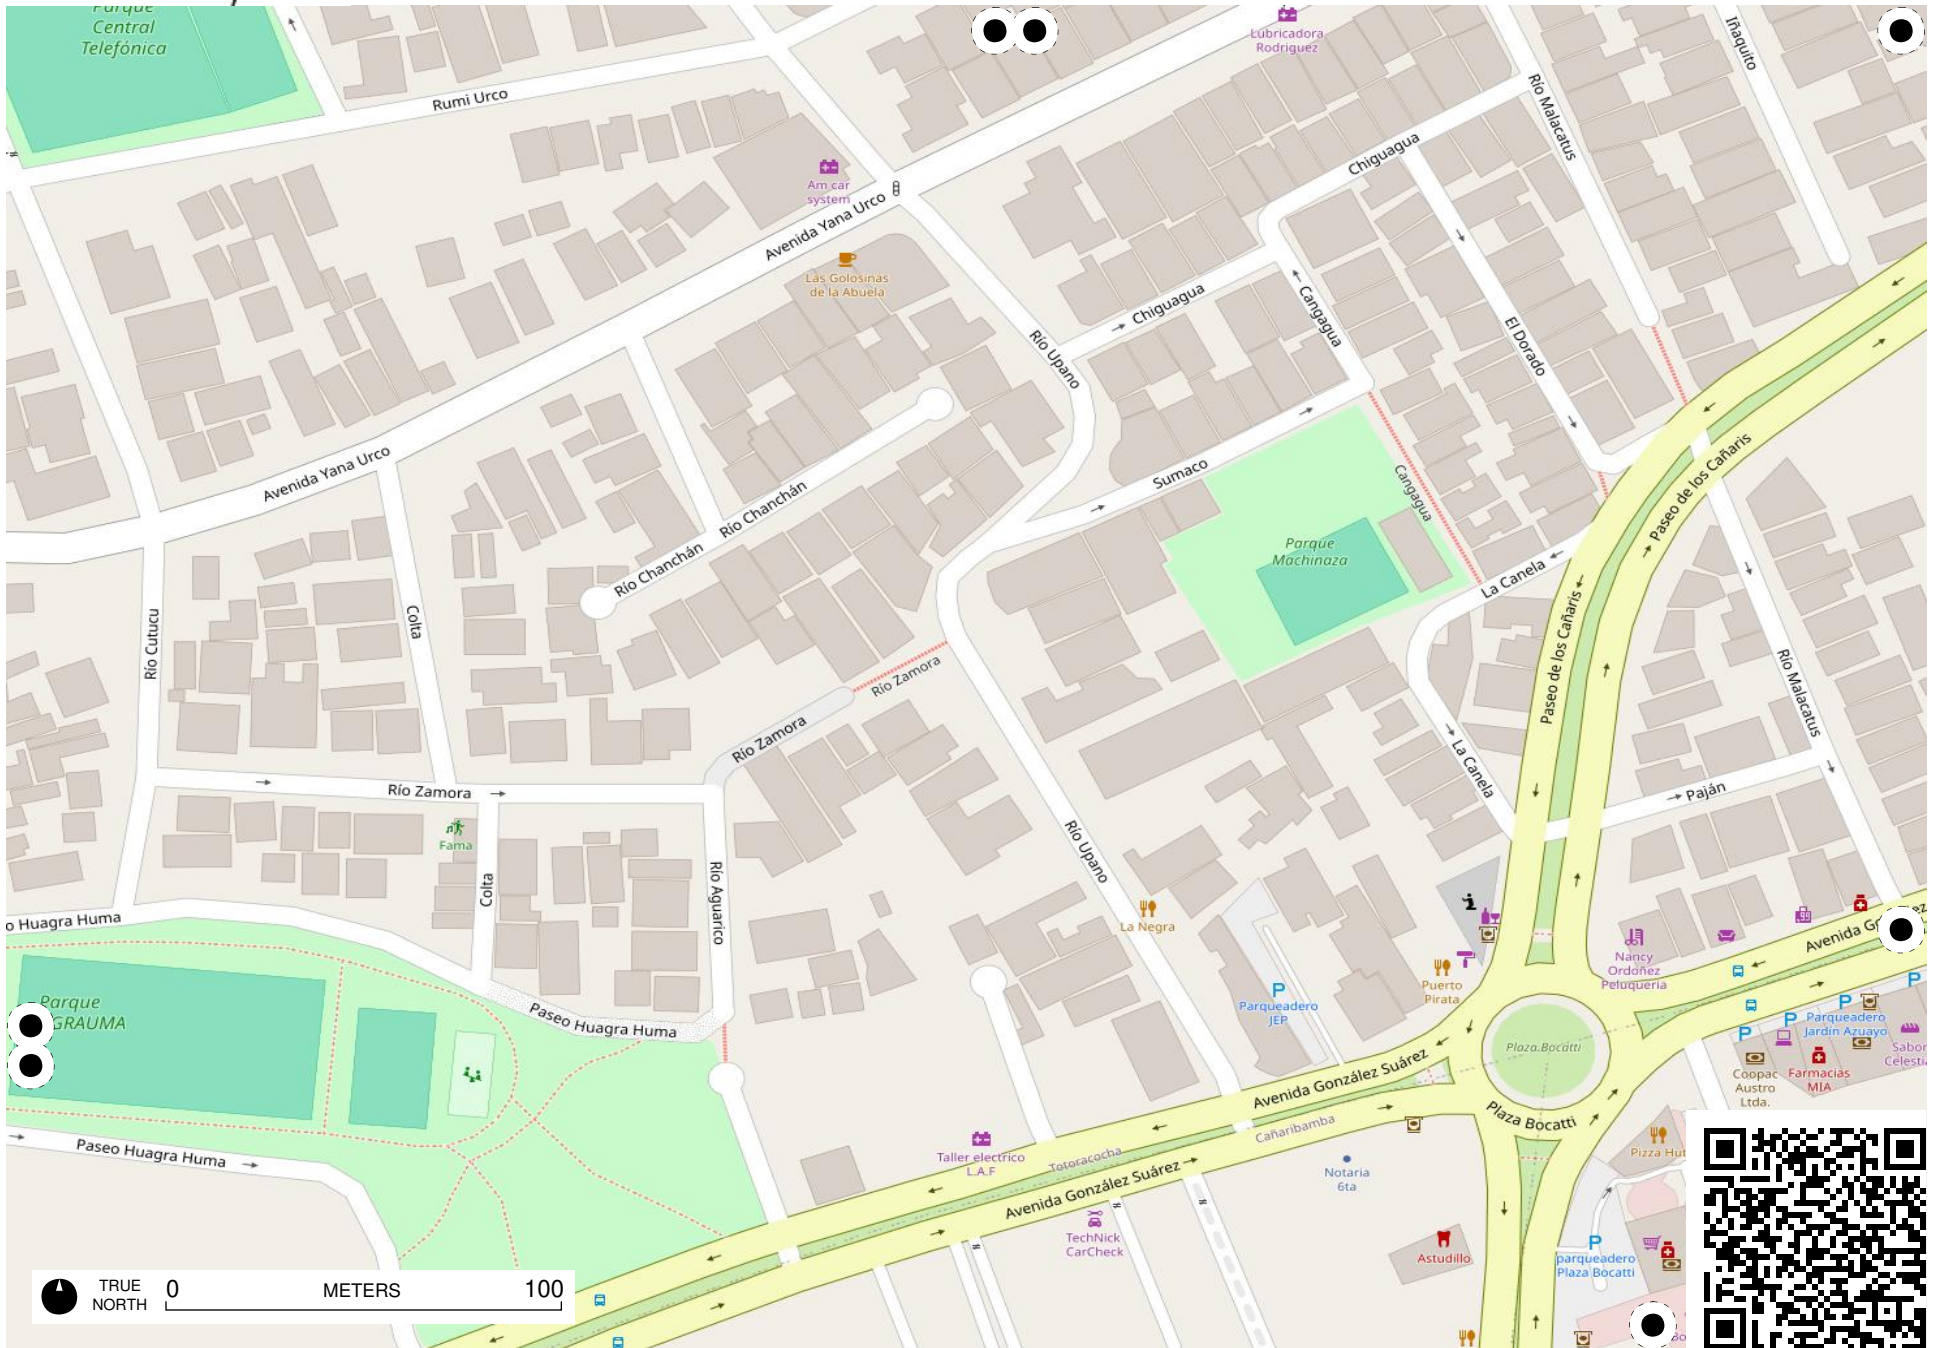 Parque
Central
Telefónica
Lubricadora
Rodriguez
Iñaquito
Rumi Urco
Río Malacatus
Chiguagua
Am car
system
Avenida Yana Urco
Las Golosinas
de la Abuela
Chiguagua
Cangagua
Río Upano
El Dorado
Avenida Yana Urco
Paseo de los Cañaris
Sumaco
Cangagua
Río Chanchán
Río Chanchán
Parque
Machinaza
La Canela
Río Cutucu
Colta
Paseo de los Cañaris
Río Zamora
Río Malacatus
Río Zamora
La Canela
Río Zamora
Paján
Fama
Río Upano
Colta
Río Aguarico
o Huagra Huma
La Negra
Avenida G
Nancy
Ordoñez
Peluqueria
Puerto
Pirata
Parqueadero
JEP
Parque
GRAUMA
Paseo Huagra Huma
Parqueadero
Jardín Azuayo
Plaza Bocatti
Sabor
Celestia
Coopac
Austro
Ltda.
Farmacias
MIA
Avenida González Suárez
Plaza Bocatti
Cañaribamba
Paseo Huagra Huma
Taller electrico
L.A.F
Totoracocha
Pizza Hut
Notaria
6ta
Avenida González Suárez
TechNick
CarCheck
Astudillo
parqueadero
Plaza Bocatti
TRUE
NORTH
0 METERS 100